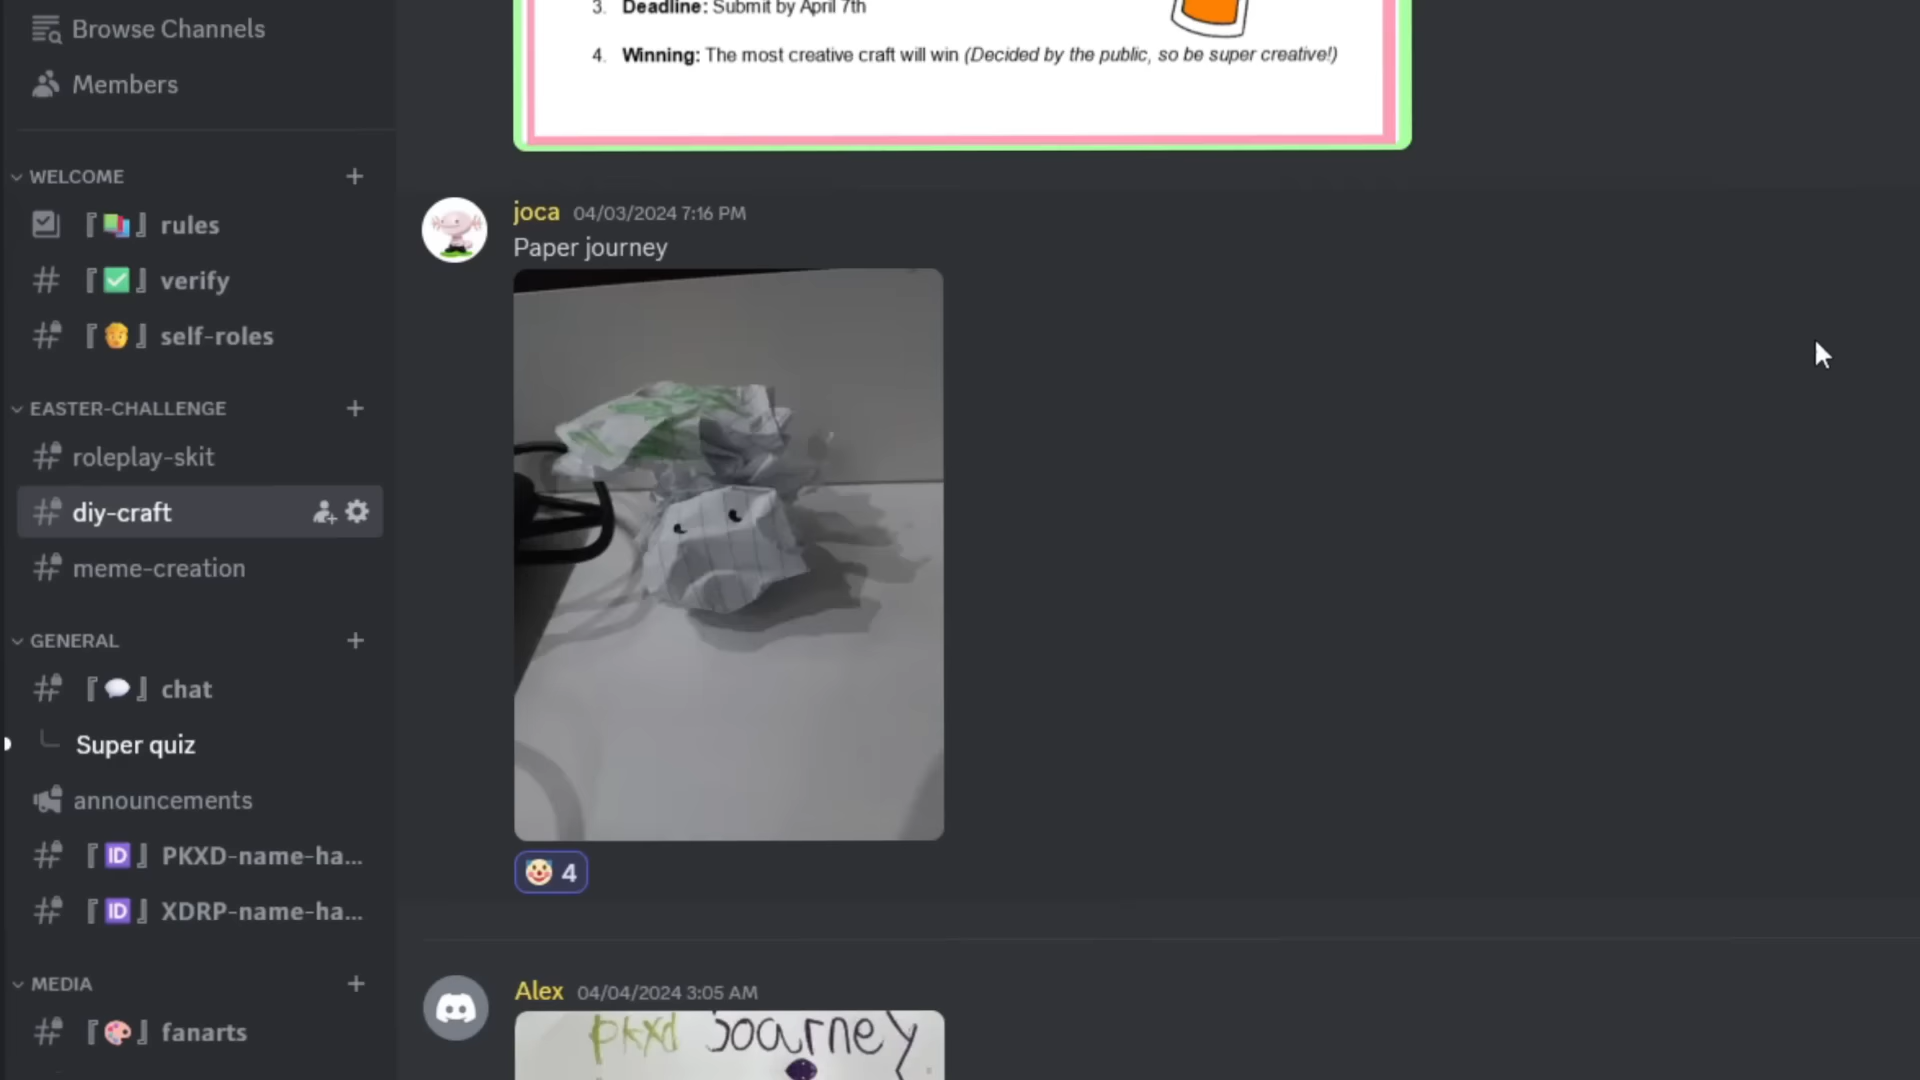 Browse Channels
Members
WELCOME
『📚』rules
『✅』verify
『🧑』self-roles
EASTER-CHALLENGE
roleplay-skit
diy-craft
meme-creation
GENERAL
『💬』chat
Super quiz
announcements
『🆔』PKXD-name-ha...
『🆔』XDRP-name-ha...
MEDIA
『🎨』fanarts
3. Deadline: Submit by April 7th
4. Winning: The most creative craft will win (Decided by the public, so be super creative!)
joca 04/03/2024 7:16 PM
Paper journey
🤡 4
Alex 04/04/2024 3:05 AM
pkxd Journey